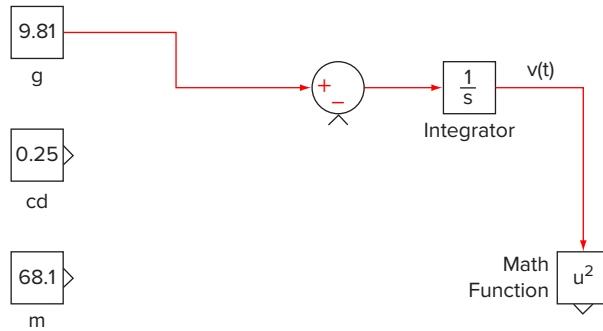 9.81
g
+
−
1
s
Integrator
v(t)
0.25
cd
68.1
m
Math
Function
u²